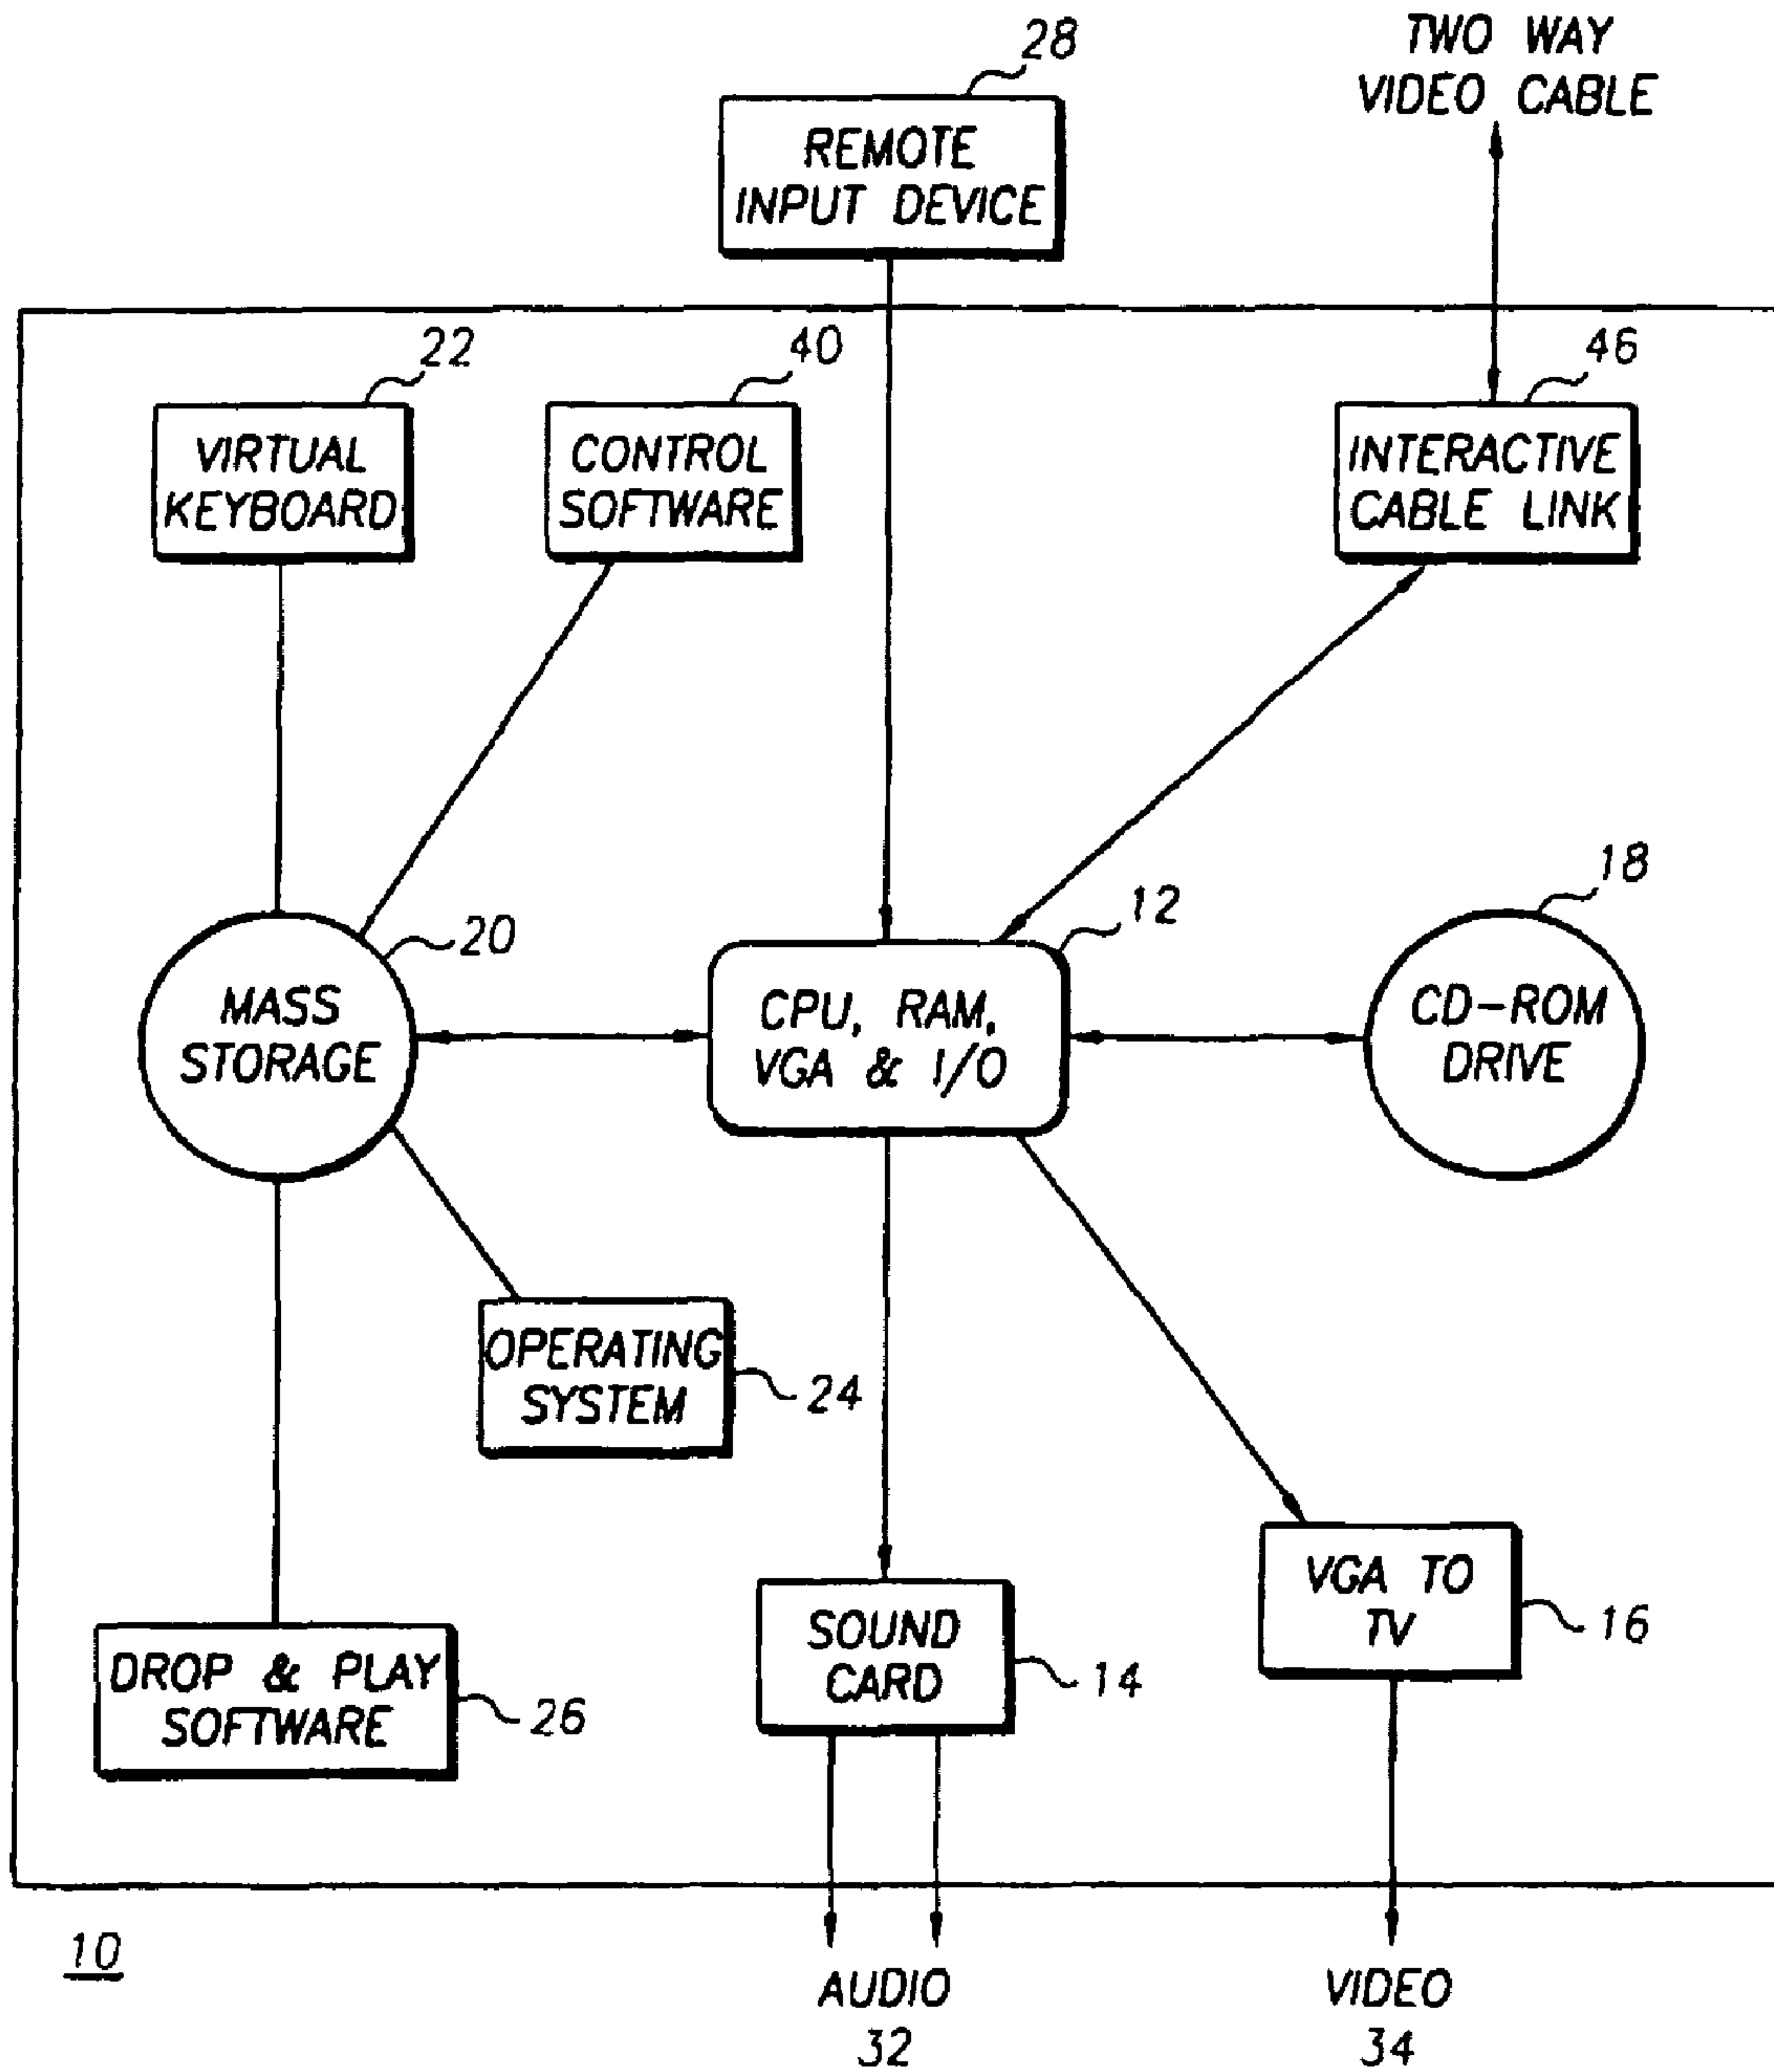 28
TWO WAY
VIDEO CABLE
REMOTE
INPUT DEVICE
22
40
46
VIRTUAL
KEYBOARD
CONTROL
SOFTWARE
INTERACTIVE
CABLE LINK
18
12
20
MASS
STORAGE
CPU, RAM,
VGA & I/O
CD-ROM
DRIVE
OPERATING
SYSTEM
24
VGA TO
TV
16
SOUND
CARD
14
DROP & PLAY
SOFTWARE
26
10
AUDIO
32
VIDEO
34